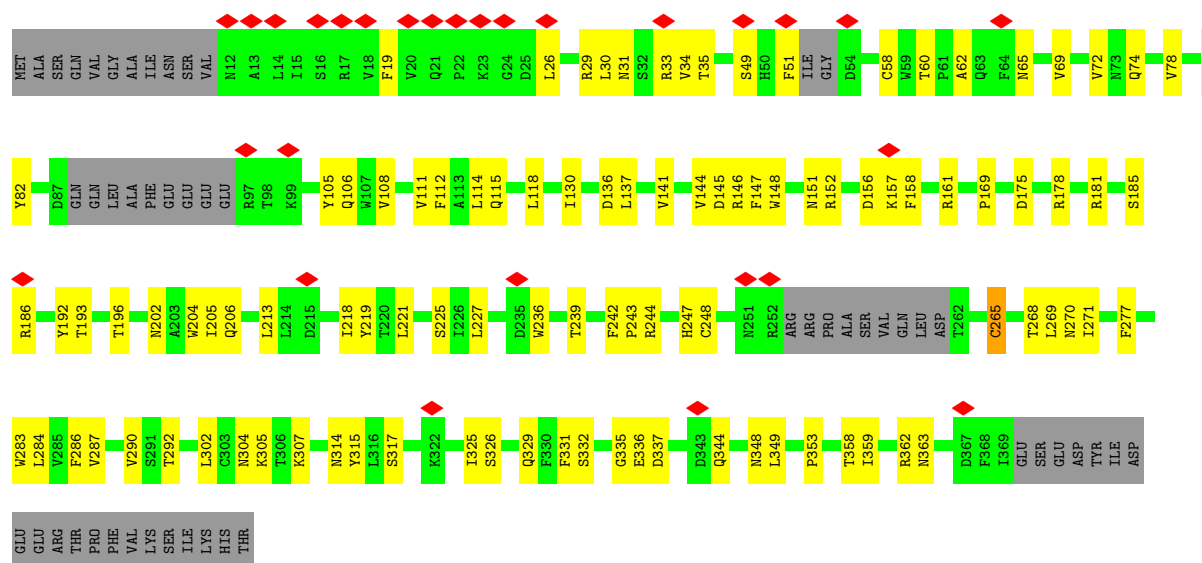 MET ALA SER GLN VAL GLY ALA ILE ASN SER VAL N12 A13 L14 I15 S16 R17 V18 F19 V20 Q21 P22 K23 G24 D25 L26 R29 L30 N31 S32 R33 V34 T35 S49 H50 F51 ILE GLY D54 C58 W59 T60 P61 A62 Q63 F64 N65 V69 V72 N73 Q74 V78
Y82 D87 GLN GLN LEU ALA PHE GLU GLU GLU GLU R97 T98 K99 Y105 Q106 W107 V108 V111 F112 A113 L114 Q115 L118 I130 D136 L137 V141 V144 D145 R146 F147 W148 N151 R152 D156 K157 F158 R161 P169 D175 R178 R181 S185
R186 Y192 T193 T196 N202 A203 W204 I205 Q206 L213 L214 D215 I218 Y219 T220 L221 S225 I226 L227 D235 W236 T239 F242 P243 R244 H247 C248 N251 R252 ARG ARG PRO ALA SER VAL GLN LEU ASP T262 C265 T268 L269 N270 I271 F277
W283 L284 V285 F286 V287 V290 S291 T292 L302 C303 N304 K305 T306 K307 N314 Y315 L316 S317 K322 I325 S326 Q329 F330 F331 S332 G335 E336 D337 D343 Q344 N348 L349 P353 T358 I359 R362 N363 D367 F368 I369 GLU SER GLU ASP TYR ILE ASP
GLU GLU ARG THR PRO PHE VAL LYS SER ILE LYS HIS THR